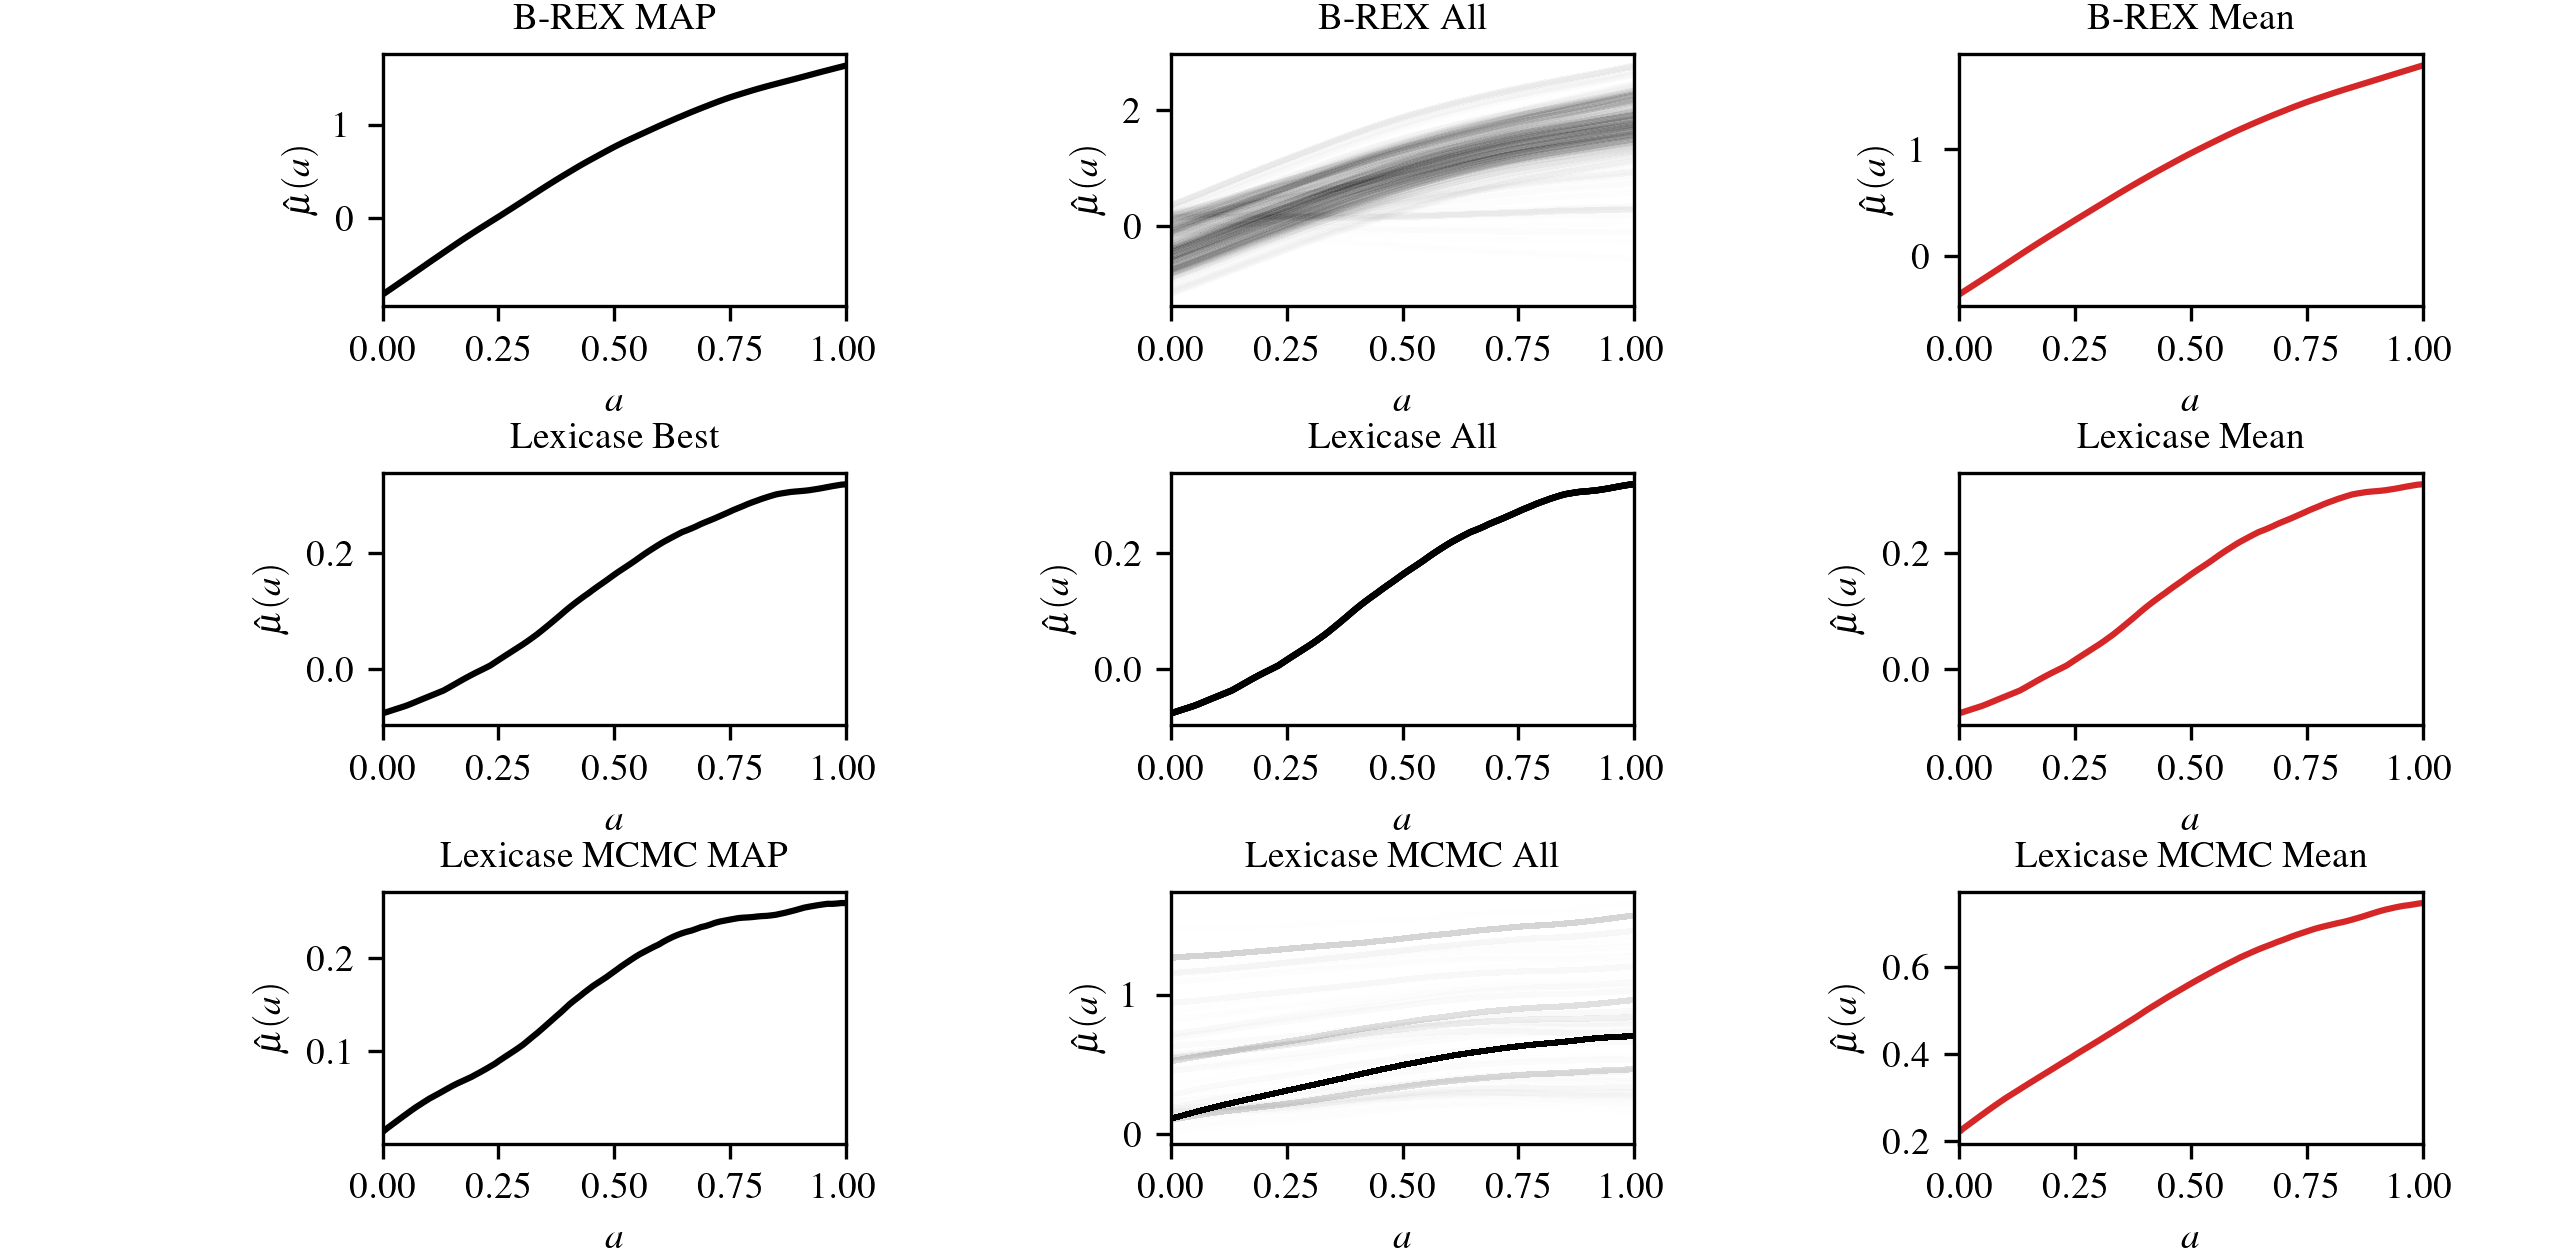 B-REX MAP
B-REX All
B-REX Mean
1
0
μ̂(a)
0.00 0.25 0.50 0.75 1.00
a
2
0
μ̂(a)
0.00 0.25 0.50 0.75 1.00
a
1
0
μ̂(a)
0.00 0.25 0.50 0.75 1.00
a
Lexicase Best
Lexicase All
Lexicase Mean
0.2
0.0
μ̂(a)
0.00 0.25 0.50 0.75 1.00
a
0.2
0.0
μ̂(a)
0.00 0.25 0.50 0.75 1.00
a
0.2
0.0
μ̂(a)
0.00 0.25 0.50 0.75 1.00
a
Lexicase MCMC MAP
Lexicase MCMC All
Lexicase MCMC Mean
0.2
0.1
μ̂(a)
0.00 0.25 0.50 0.75 1.00
a
1
0
μ̂(a)
0.00 0.25 0.50 0.75 1.00
a
0.6
0.4
0.2
μ̂(a)
0.00 0.25 0.50 0.75 1.00
a